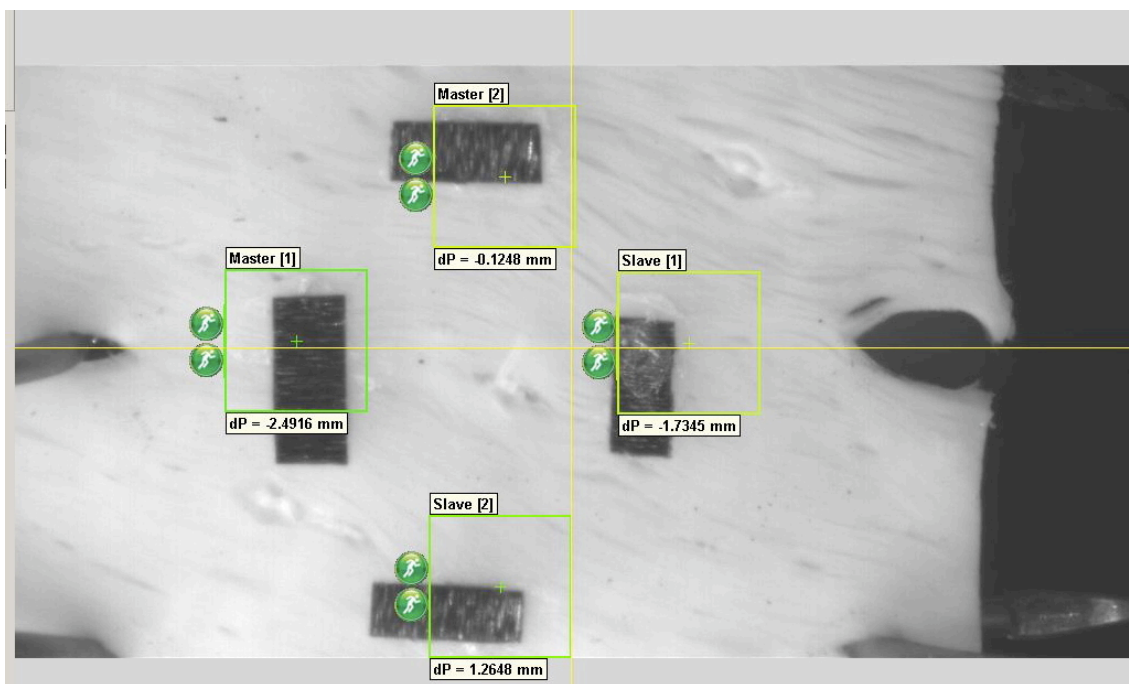 Master [2]
dP = -0.1248 mm
Master [1]
dP = -2.4916 mm
Slave [1]
dP = -1.7345 mm
Slave [2]
dP = 1.2648 mm